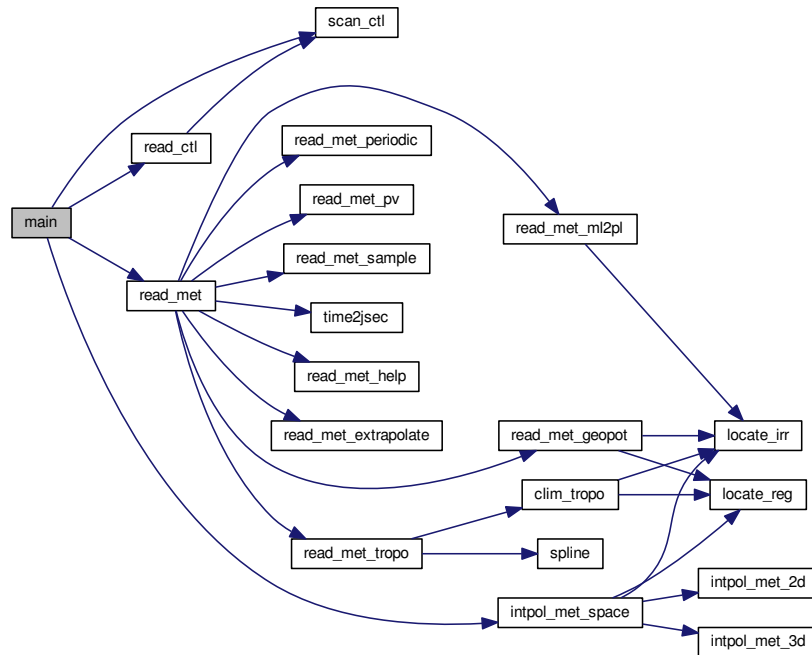 scan_ctl
read_ctl
read_met_periodic
read_met_pv
main
read_met_ml2pl
read_met_sample
read_met
time2jsec
read_met_help
read_met_extrapolate
read_met_geopot
locate_irr
clim_tropo
locate_reg
read_met_tropo
spline
intpol_met_2d
intpol_met_space
intpol_met_3d